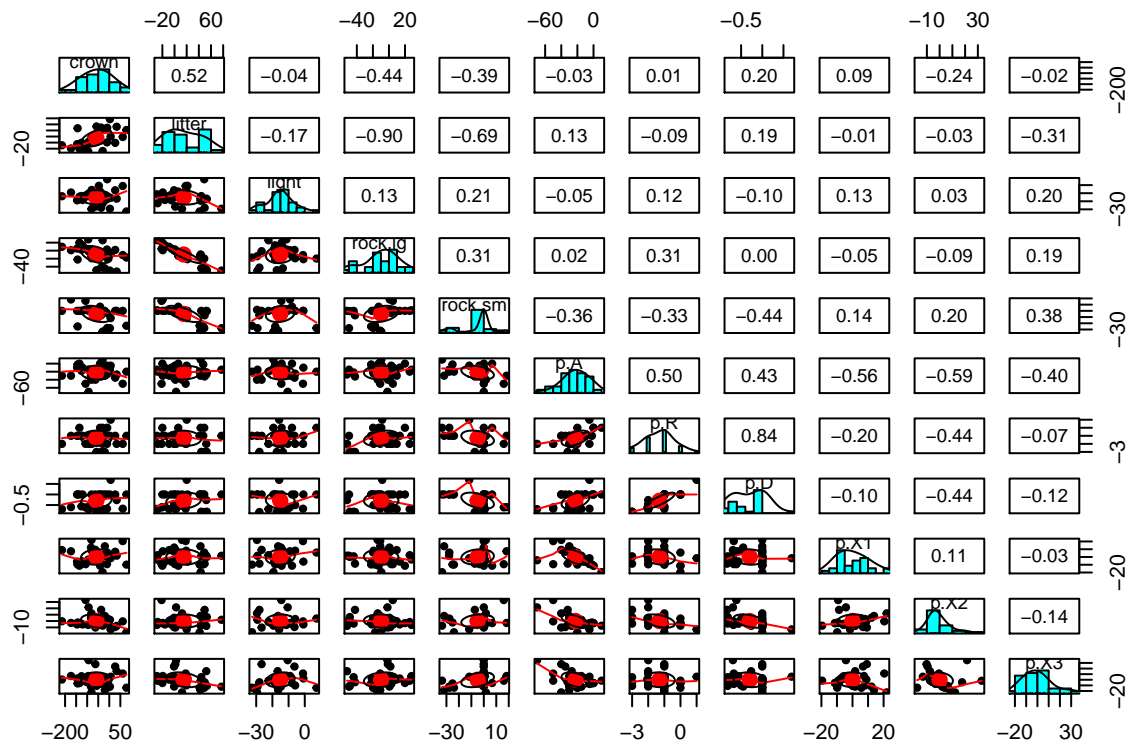 −20 60 −40 20 −60 0 −0.5 −10
crown 0.52 −0.04 −0.44 −0.39 −0.03 0.01 0.20 0.09 −0.24 −0.02 −200
−20 litter −0.17 −0.90 −0.69 0.13 −0.09 0.19 −0.01 −0.03 −0.31
light 0.13 0.21 −0.05 0.12 −0.10 0.13 0.03 0.20 −30
−40 rock.lg 0.31 0.02 0.31 0.00 −0.05 −0.09 0.19
rock.sm −0.36 −0.33 −0.44 0.14 0.20 0.38 −30
−60 p.A 0.50 0.43 −0.56 −0.59 −0.40
p.R 0.84 −0.20 −0.44 −0.07 −3
−0.5 p.D −0.10 −0.44 −0.12
p.X1 0.11 −0.03 −20
−10 p.X2 −0.14
p.X3 −20
−200 50 −30 0 −30 10 −3 0 −20 20 −20 30